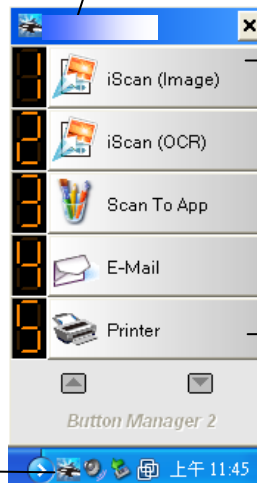 1 iScan (Image)
2 iScan (OCR)
3 Scan To App
4 E-Mail
5 Printer
Button Manager 2
上午 11:45